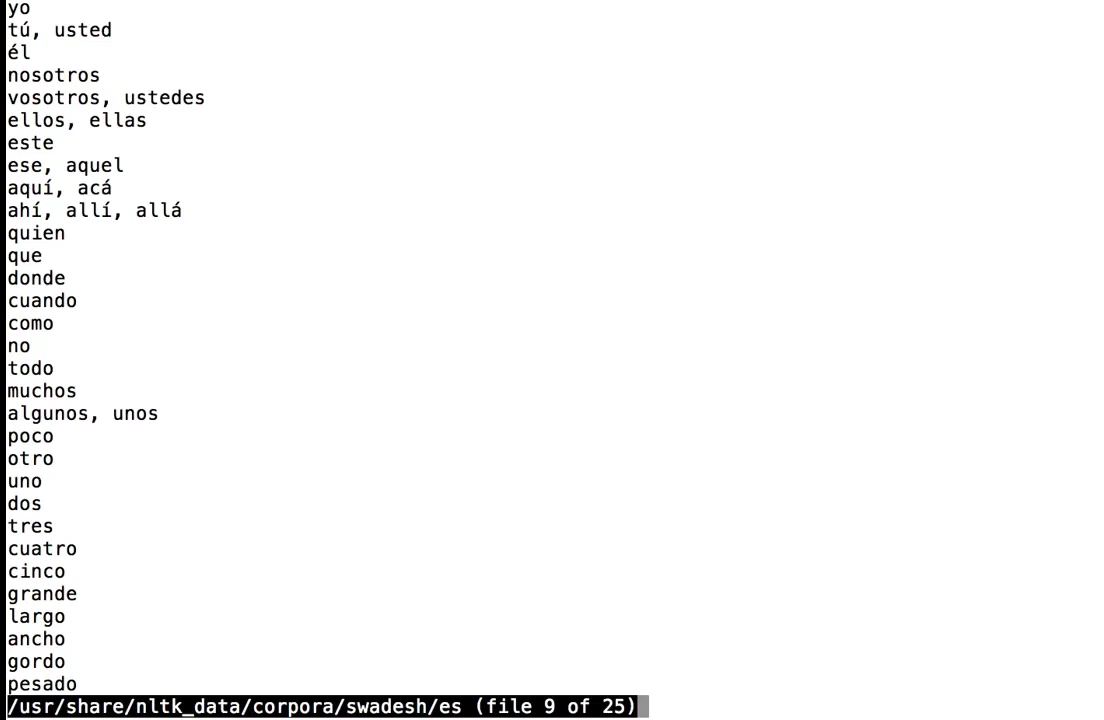 yo
tú, usted
él
nosotros
vosotros, ustedes
ellos, ellas
este
ese, aquel
aquí, acá
ahí, allí, allá
quien
que
donde
cuando
como
no
todo
muchos
algunos, unos
poco
otro
uno
dos
tres
cuatro
cinco
grande
largo
ancho
gordo
pesado
/usr/share/nltk_data/corpora/swadesh/es (file 9 of 25)